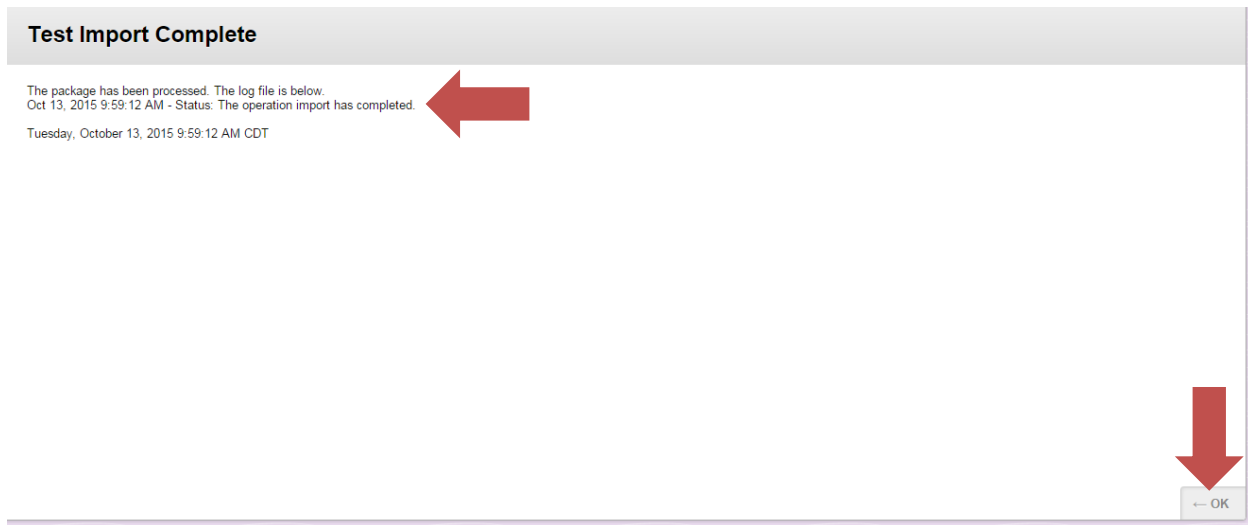 Test Import Complete
The package has been processed. The log file is below.
Oct 13, 2015 9:59:12 AM - Status: The operation import has completed.
Tuesday, October 13, 2015 9:59:12 AM CDT
← OK